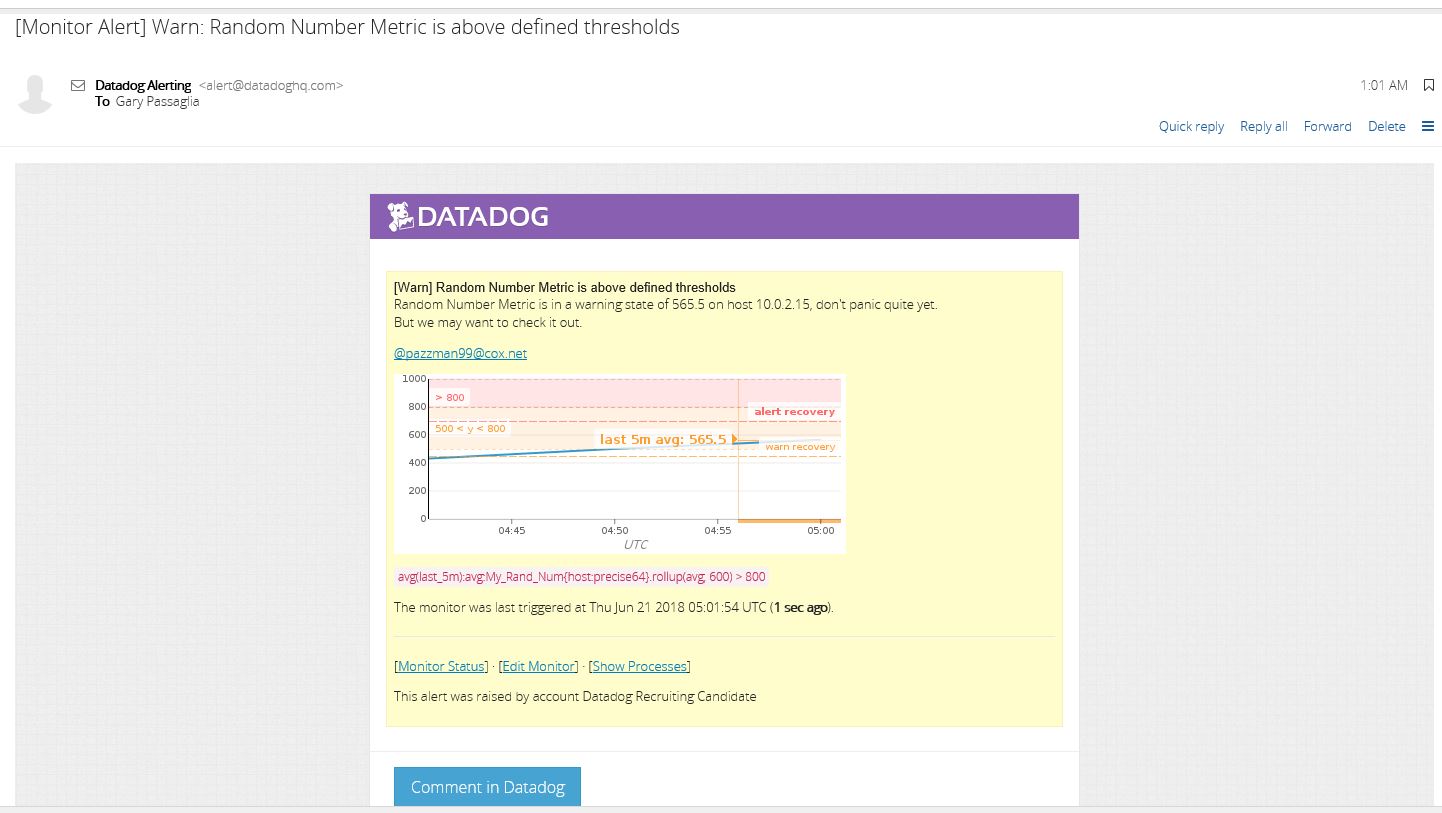 [Monitor Alert] Warn: Random Number Metric is above defined thresholds
Datadog Alerting <alert@datadoghq.com>
1:01 AM
To Gary Passaglia
Quick reply Reply all Forward Delete
DATADOG
[Warn] Random Number Metric is above defined thresholds
Random Number Metric is in a warning state of 565.5 on host 10.0.2.15, don't panic quite yet.
But we may want to check it out.
@pazzman99@cox.net
1000
> 800
800
alert recovery
500 < y < 800
600
last 5m avg: 565.5
warn recovery
400
200
0
04:45 04:50 04:55 05:00
UTC
avg(last_5m):avg:My_Rand_Num{host:precise64}.rollup(avg, 600) > 800
The monitor was last triggered at Thu Jun 21 2018 05:01:54 UTC (1 sec ago).
[Monitor Status] · [Edit Monitor] · [Show Processes]
This alert was raised by account Datadog Recruiting Candidate
Comment in Datadog